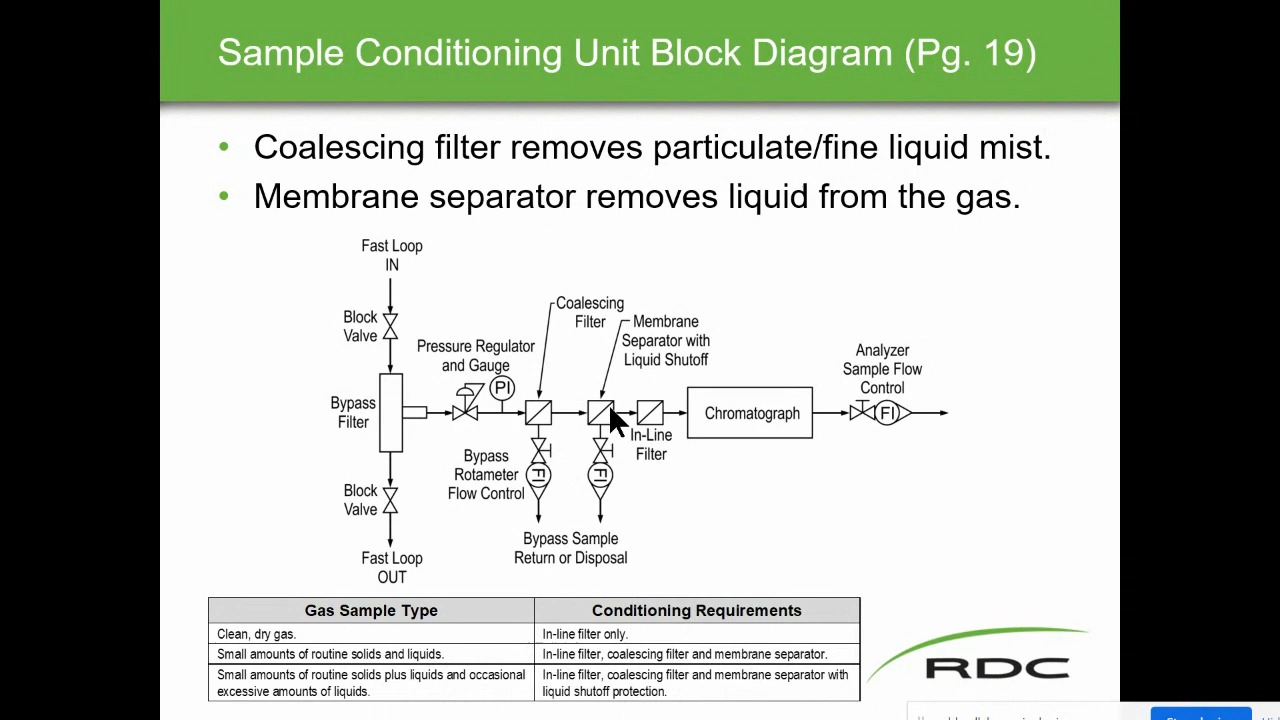 Sample Conditioning Unit Block Diagram (Pg. 19)
• Coalescing filter removes particulate/fine liquid mist.
• Membrane separator removes liquid from the gas.
Fast Loop
IN
Block
Valve
Coalescing
Filter
Membrane
Separator with
Liquid Shutoff
Pressure Regulator
and Gauge
PI
Analyzer
Sample Flow
Control
Bypass
Filter
Chromatograph
FI
In-Line
Filter
Bypass
Rotameter
Flow Control
FI
FI
Block
Valve
Bypass Sample
Return or Disposal
Fast Loop
OUT
Gas Sample Type Conditioning Requirements
Clean, dry gas. In-line filter only.
Small amounts of routine solids and liquids. In-line filter, coalescing filter and membrane separator.
Small amounts of routine solids plus liquids and occasional In-line filter, coalescing filter and membrane separator with
excessive amounts of liquids. liquid shutoff protection.
RDC